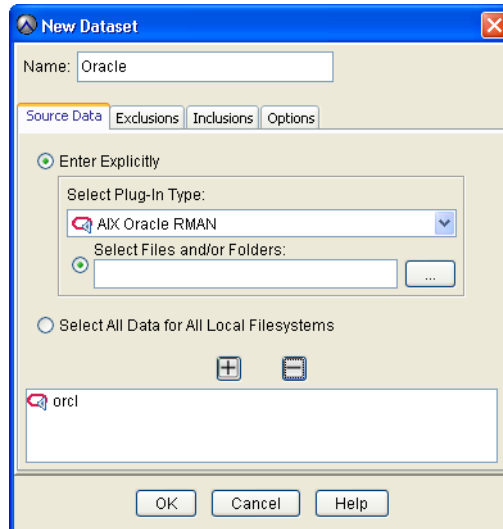 New Dataset
Name: Oracle
Source Data Exclusions Inclusions Options
Enter Explicitly
Select Plug-In Type:
AIX Oracle RMAN
Select Files and/or Folders:
...
Select All Data for All Local Filesystems
orcl
OK Cancel Help